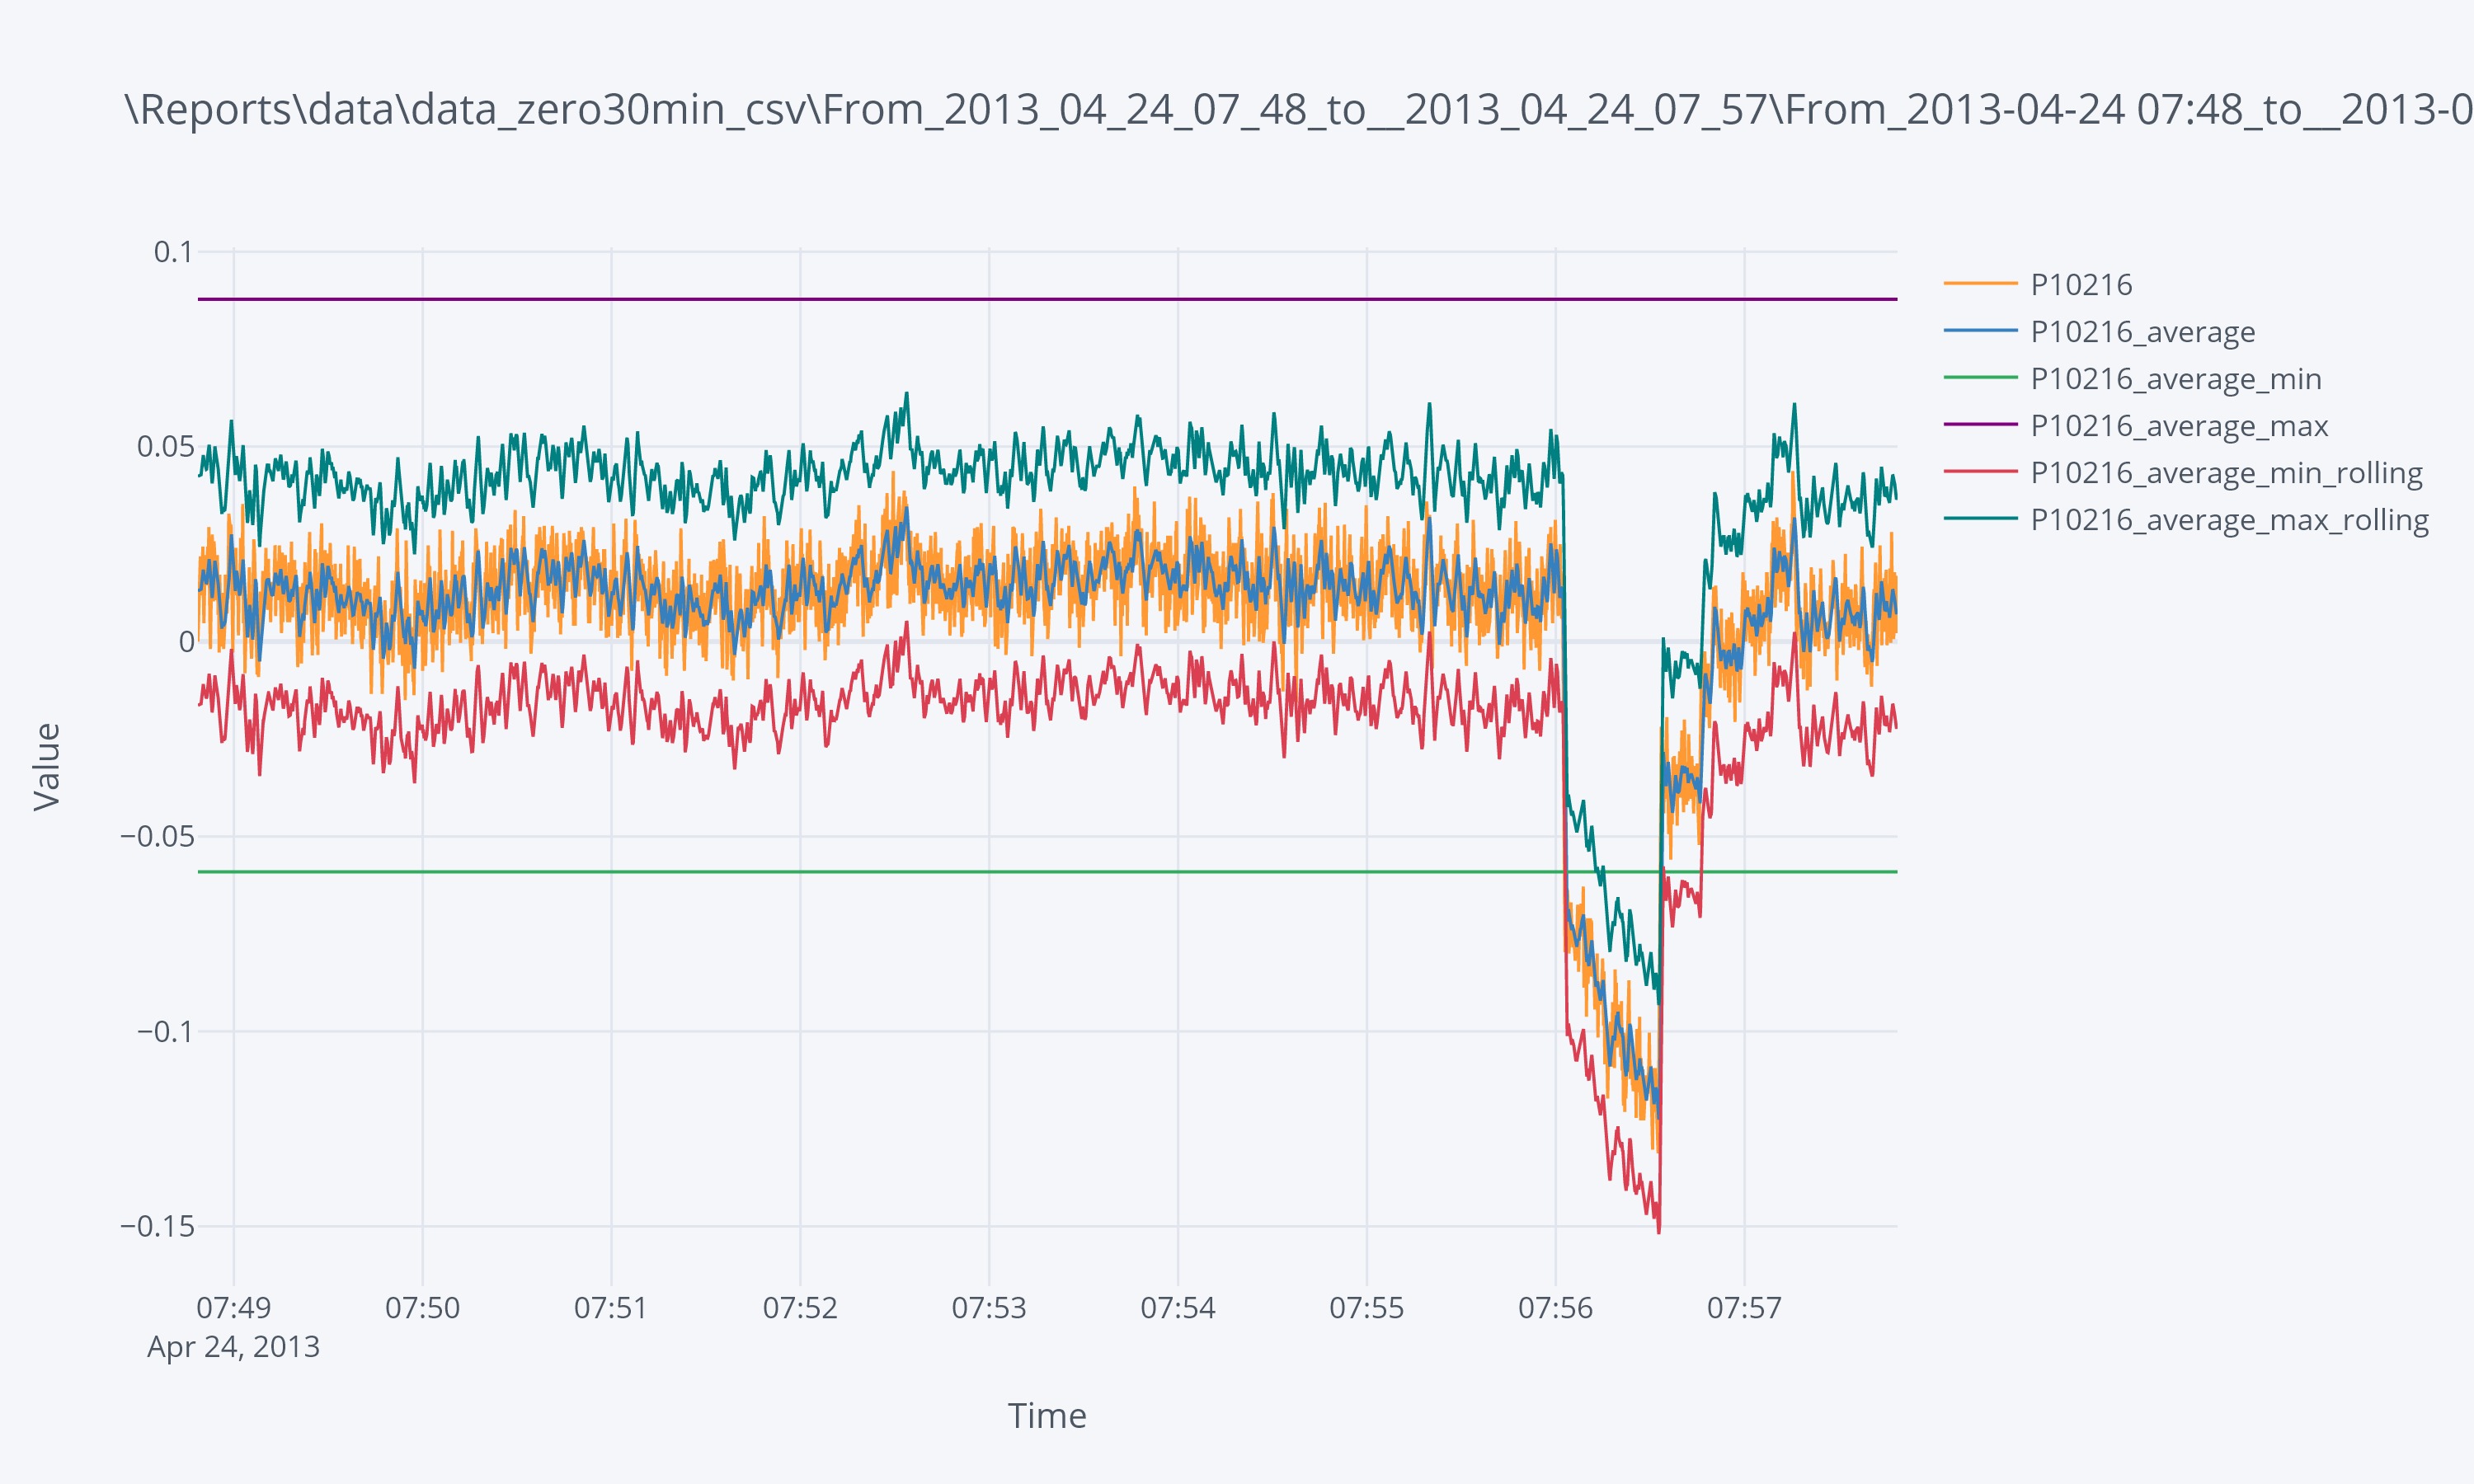 \Reports\data\data_zero30min_csv\From_2013_04_24_07_48_to__2013_04_24_07_57\From_2013-04-24 07:48_to__2013-0
0.1
0.05
0
−0.05
−0.1
−0.15
Value
07:49
Apr 24, 2013
07:50
07:51
07:52
07:53
07:54
07:55
07:56
07:57
Time
P10216
P10216_average
P10216_average_min
P10216_average_max
P10216_average_min_rolling
P10216_average_max_rolling